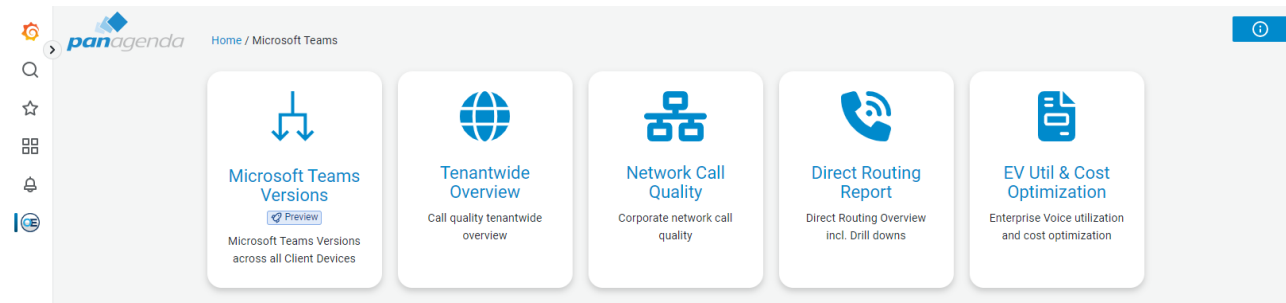 panagenda
Home / Microsoft Teams
Microsoft Teams
Versions
Preview
Microsoft Teams Versions
across all Client Devices
Tenantwide
Overview
Call quality tenantwide
overview
Network Call
Quality
Corporate network call
quality
Direct Routing
Report
Direct Routing Overview
incl. Drill downs
EV Util & Cost
Optimization
Enterprise Voice utilization
and cost optimization